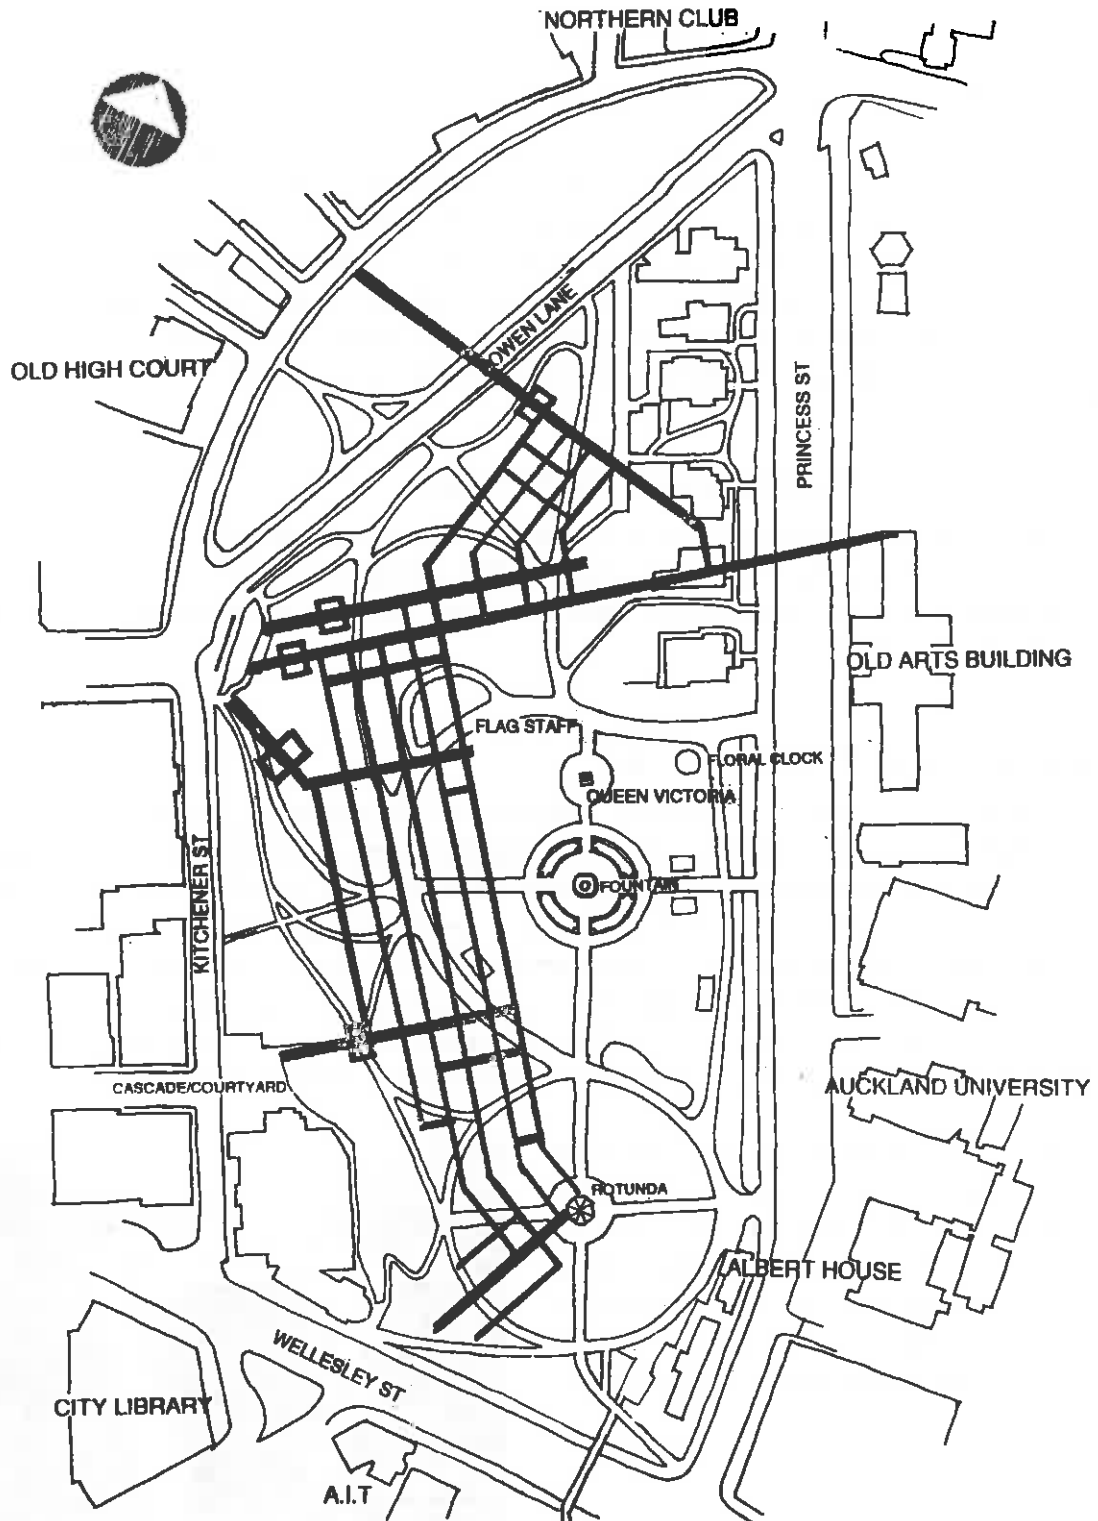 NORTHERN CLUB
OWEN LANE
OLD HIGH COURT
PRINCESS ST
OLD ARTS BUILDING
FLAG STAFF
FLORAL CLOCK
QUEEN VICTORIA
KITCHENER ST
FOUNTAIN
CASCADE/COURTYARD
AUCKLAND UNIVERSITY
ROTUNDA
ALBERT HOUSE
WELLESLEY ST
CITY LIBRARY
A.I.T